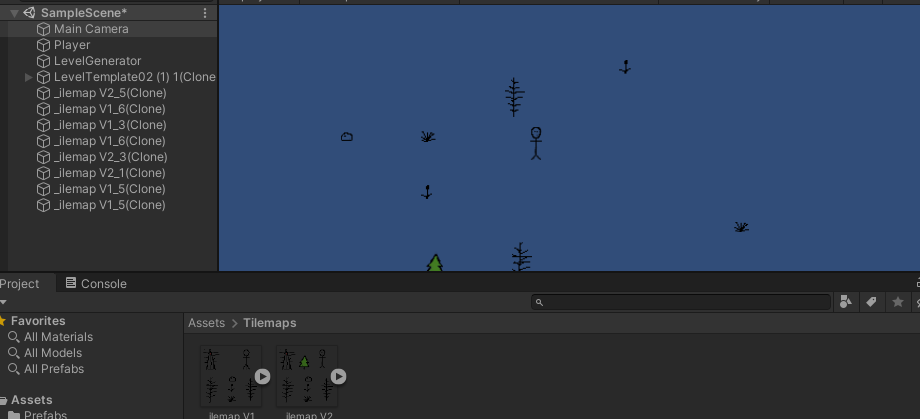 SampleScene*
Main Camera
Player
LevelGenerator
LevelTemplate02 (1) 1(Clone
_ilemap V2_5(Clone)
_ilemap V1_6(Clone)
_ilemap V1_3(Clone)
_ilemap V1_6(Clone)
_ilemap V2_3(Clone)
_ilemap V2_1(Clone)
_ilemap V1_5(Clone)
_ilemap V1_5(Clone)
Project
Console
Favorites
All Materials
All Models
All Prefabs
Assets
Prefabs
Assets > Tilemaps
_ilemap V1
_ilemap V2